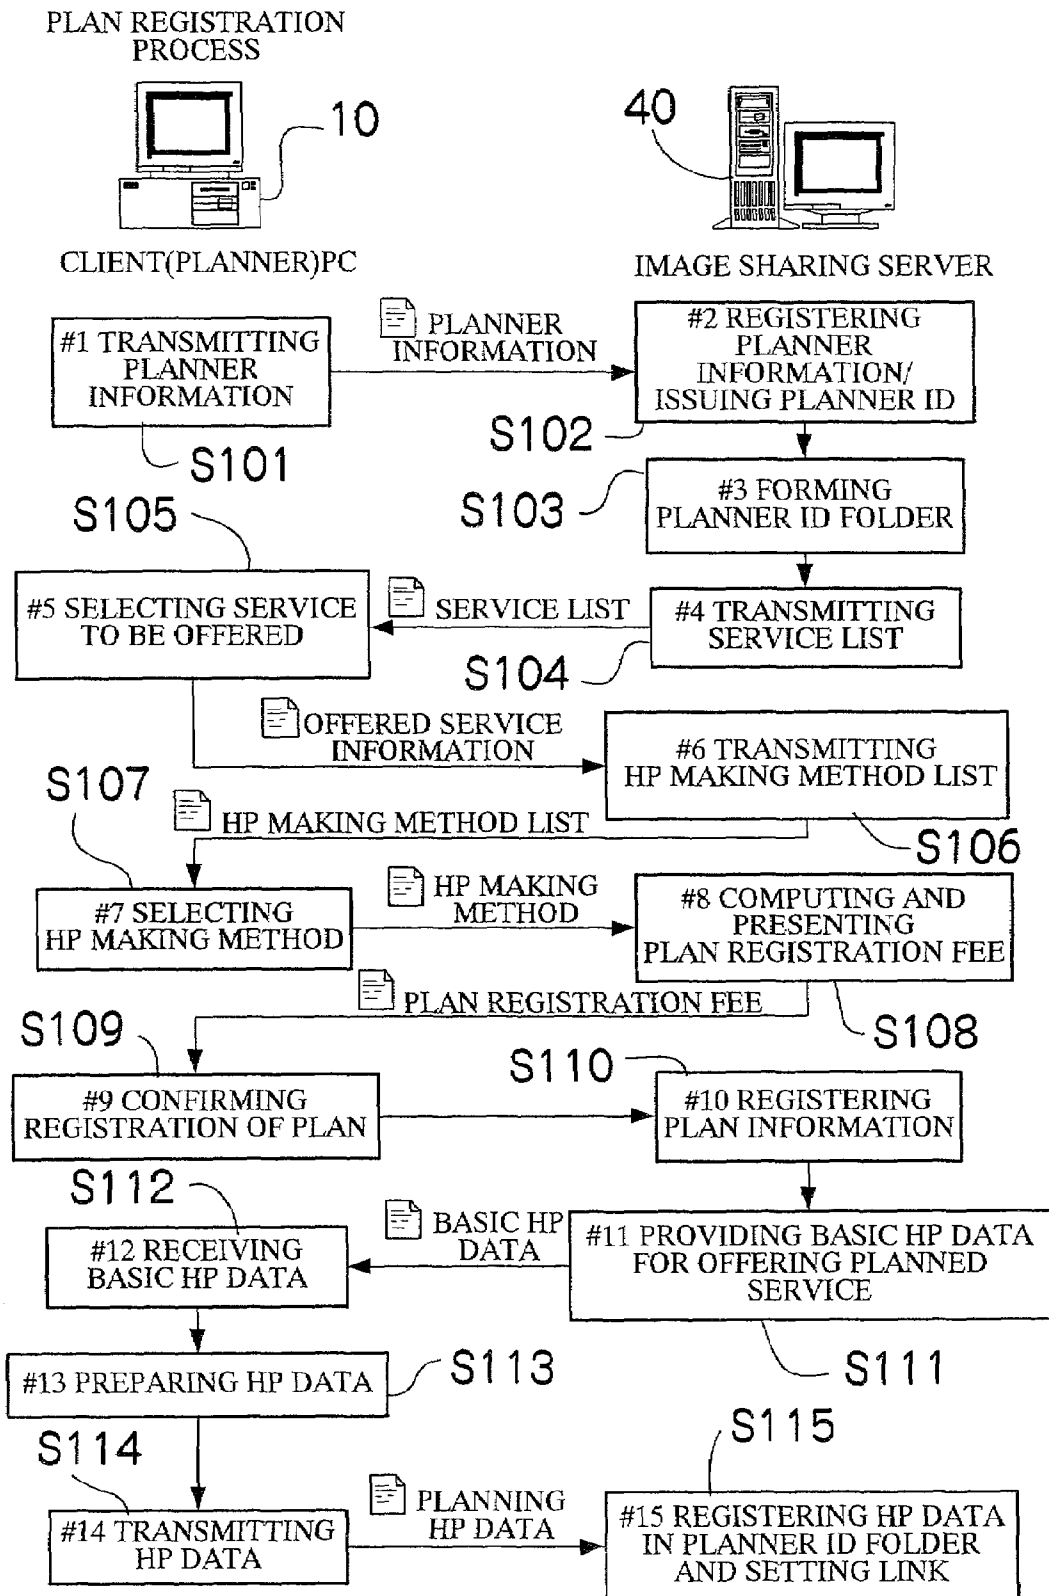 PLAN REGISTRATION
PROCESS
10
40
CLIENT(PLANNER)PC
IMAGE SHARING SERVER
#1 TRANSMITTING
PLANNER
INFORMATION
S101
PLANNER
INFORMATION
#2 REGISTERING
PLANNER
INFORMATION/
ISSUING PLANNER ID
S102
S103
#3 FORMING
PLANNER ID FOLDER
S105
#5 SELECTING SERVICE
TO BE OFFERED
SERVICE LIST
#4 TRANSMITTING
SERVICE LIST
S104
OFFERED SERVICE
INFORMATION
#6 TRANSMITTING
HP MAKING METHOD LIST
S106
S107
HP MAKING METHOD LIST
#7 SELECTING
HP MAKING METHOD
HP MAKING
METHOD
#8 COMPUTING AND
PRESENTING
PLAN REGISTRATION FEE
S108
PLAN REGISTRATION FEE
S109
#9 CONFIRMING
REGISTRATION OF PLAN
S110
#10 REGISTERING
PLAN INFORMATION
S112
#12 RECEIVING
BASIC HP DATA
BASIC HP
DATA
#11 PROVIDING BASIC HP DATA
FOR OFFERING PLANNED
SERVICE
S111
#13 PREPARING HP DATA
S113
S114
#14 TRANSMITTING
HP DATA
PLANNING
HP DATA
S115
#15 REGISTERING HP DATA
IN PLANNER ID FOLDER
AND SETTING LINK